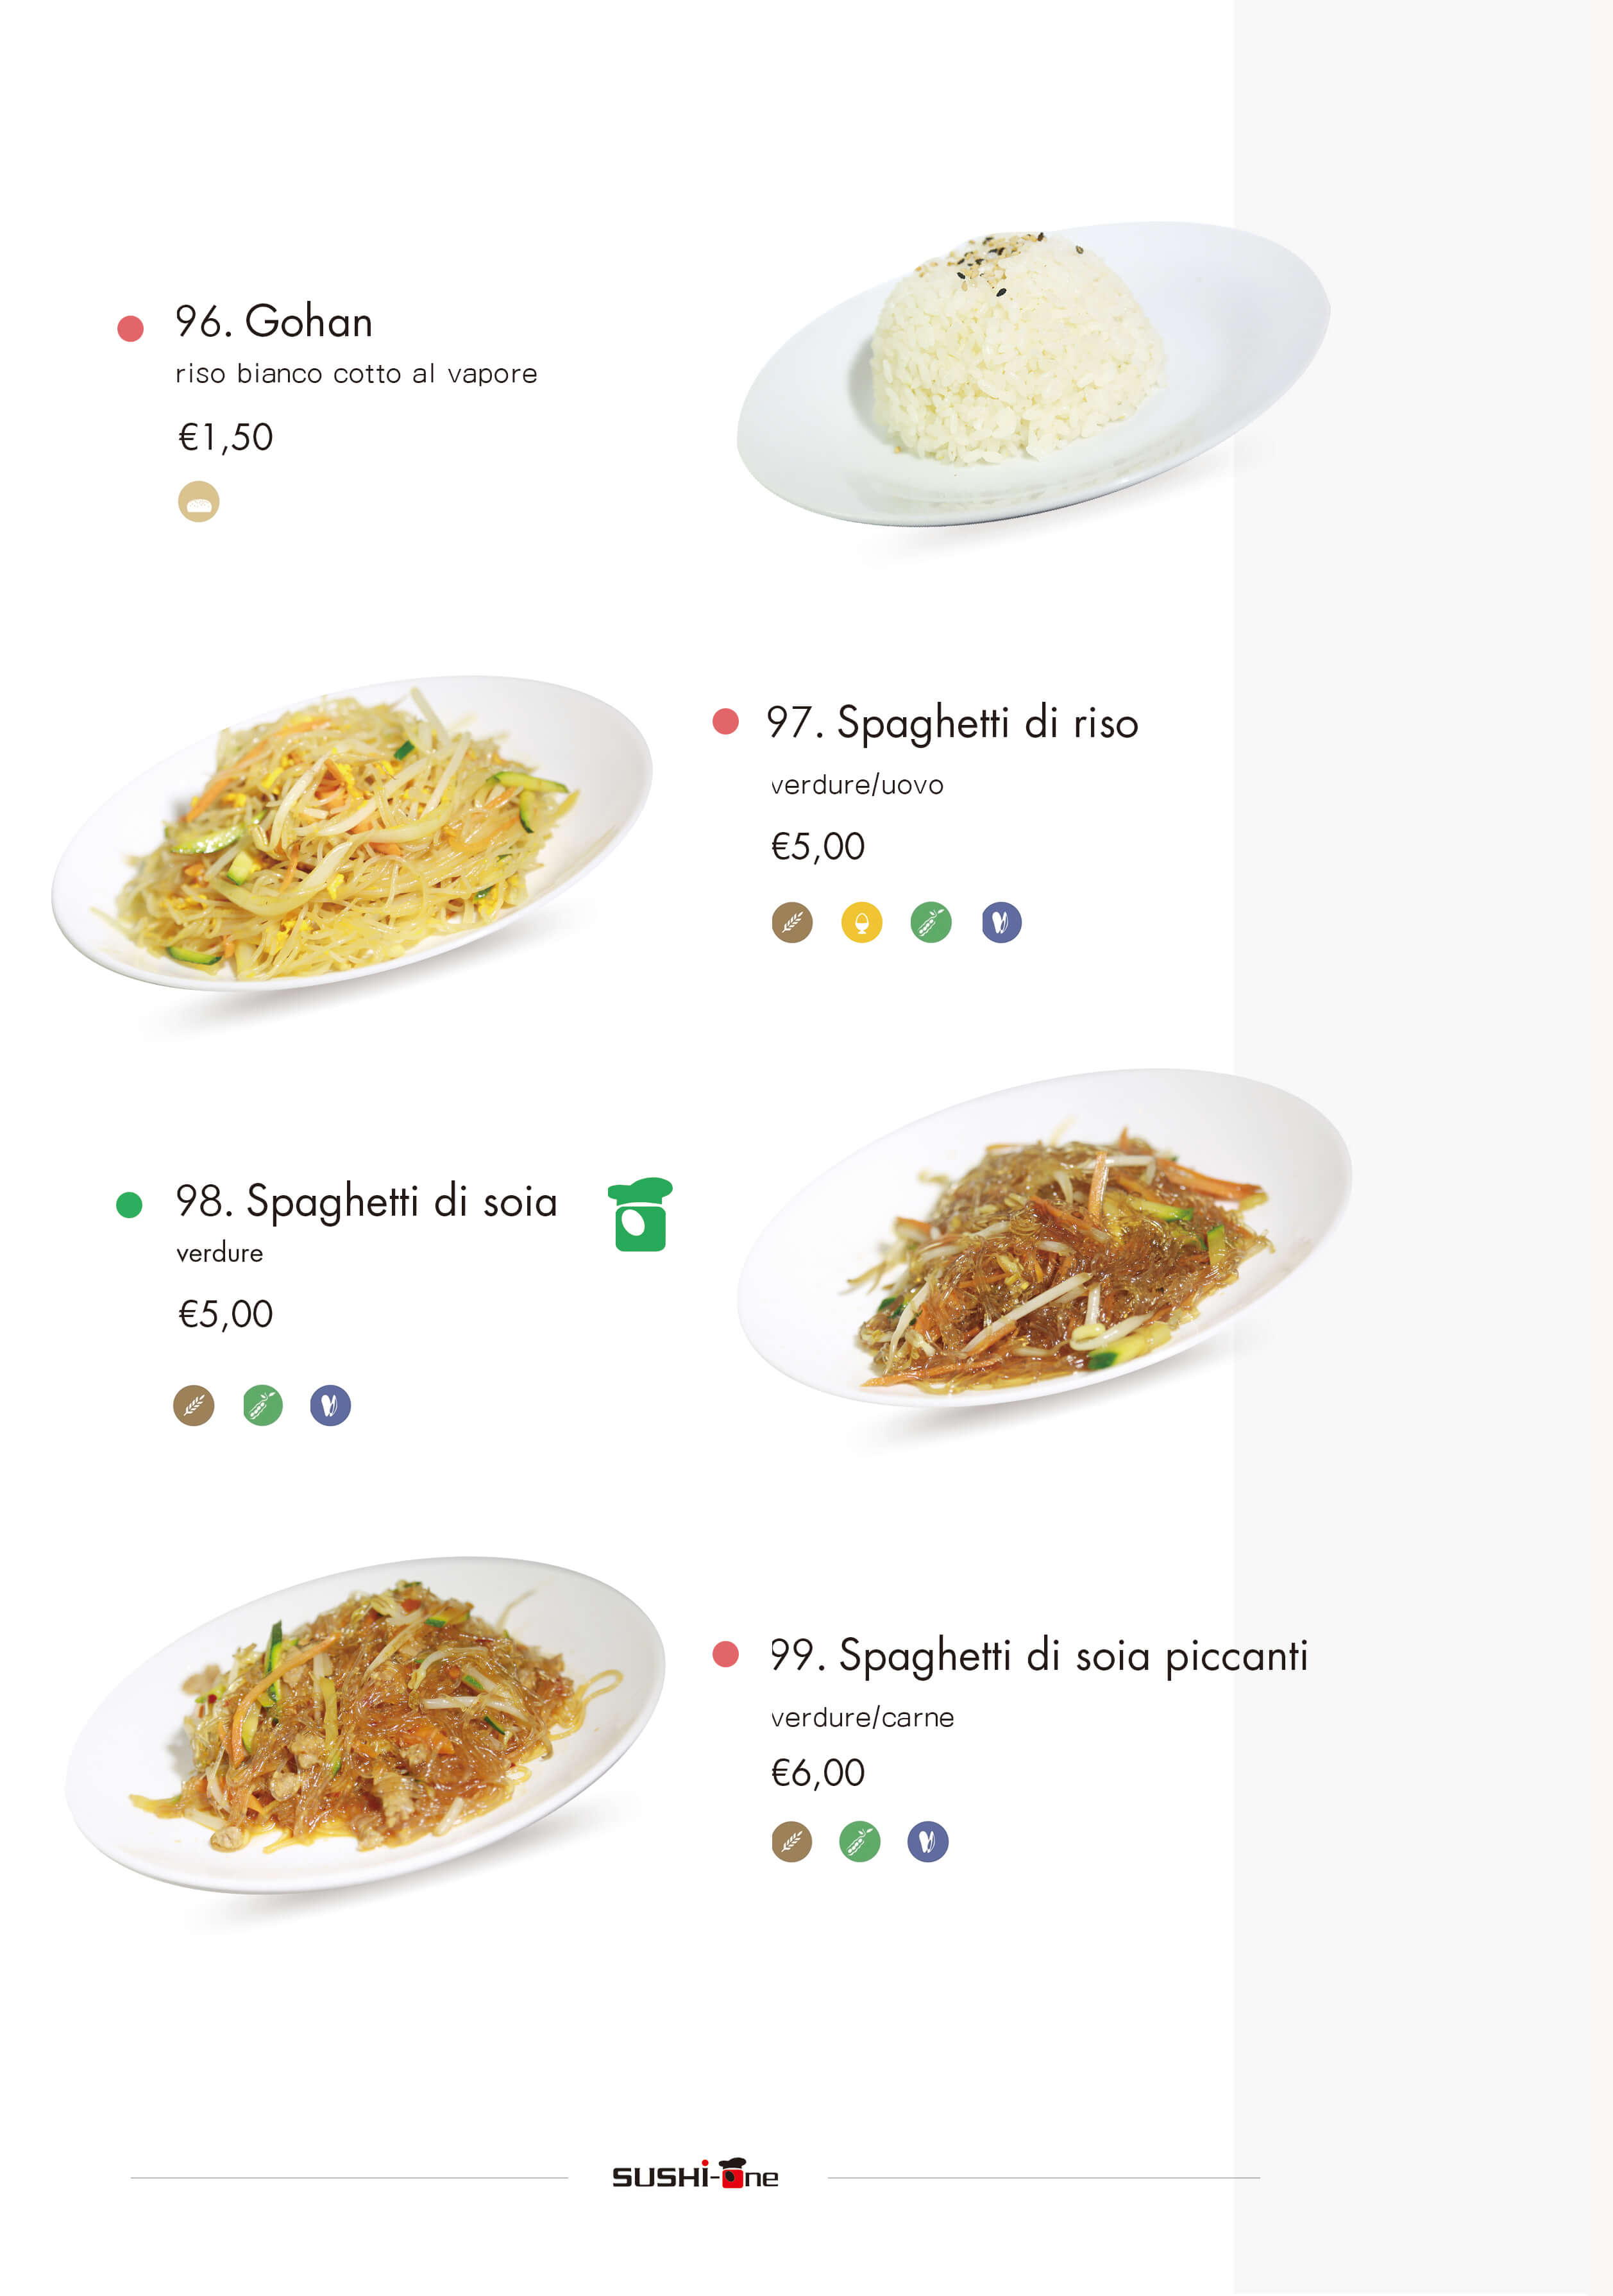 96. Gohan
riso bianco cotto al vapore
€1,50
97. Spaghetti di riso
verdure/uovo
€5,00
98. Spaghetti di soia
verdure
€5,00
99. Spaghetti di soia piccanti
verdure/carne
€6,00
SUSHi-One